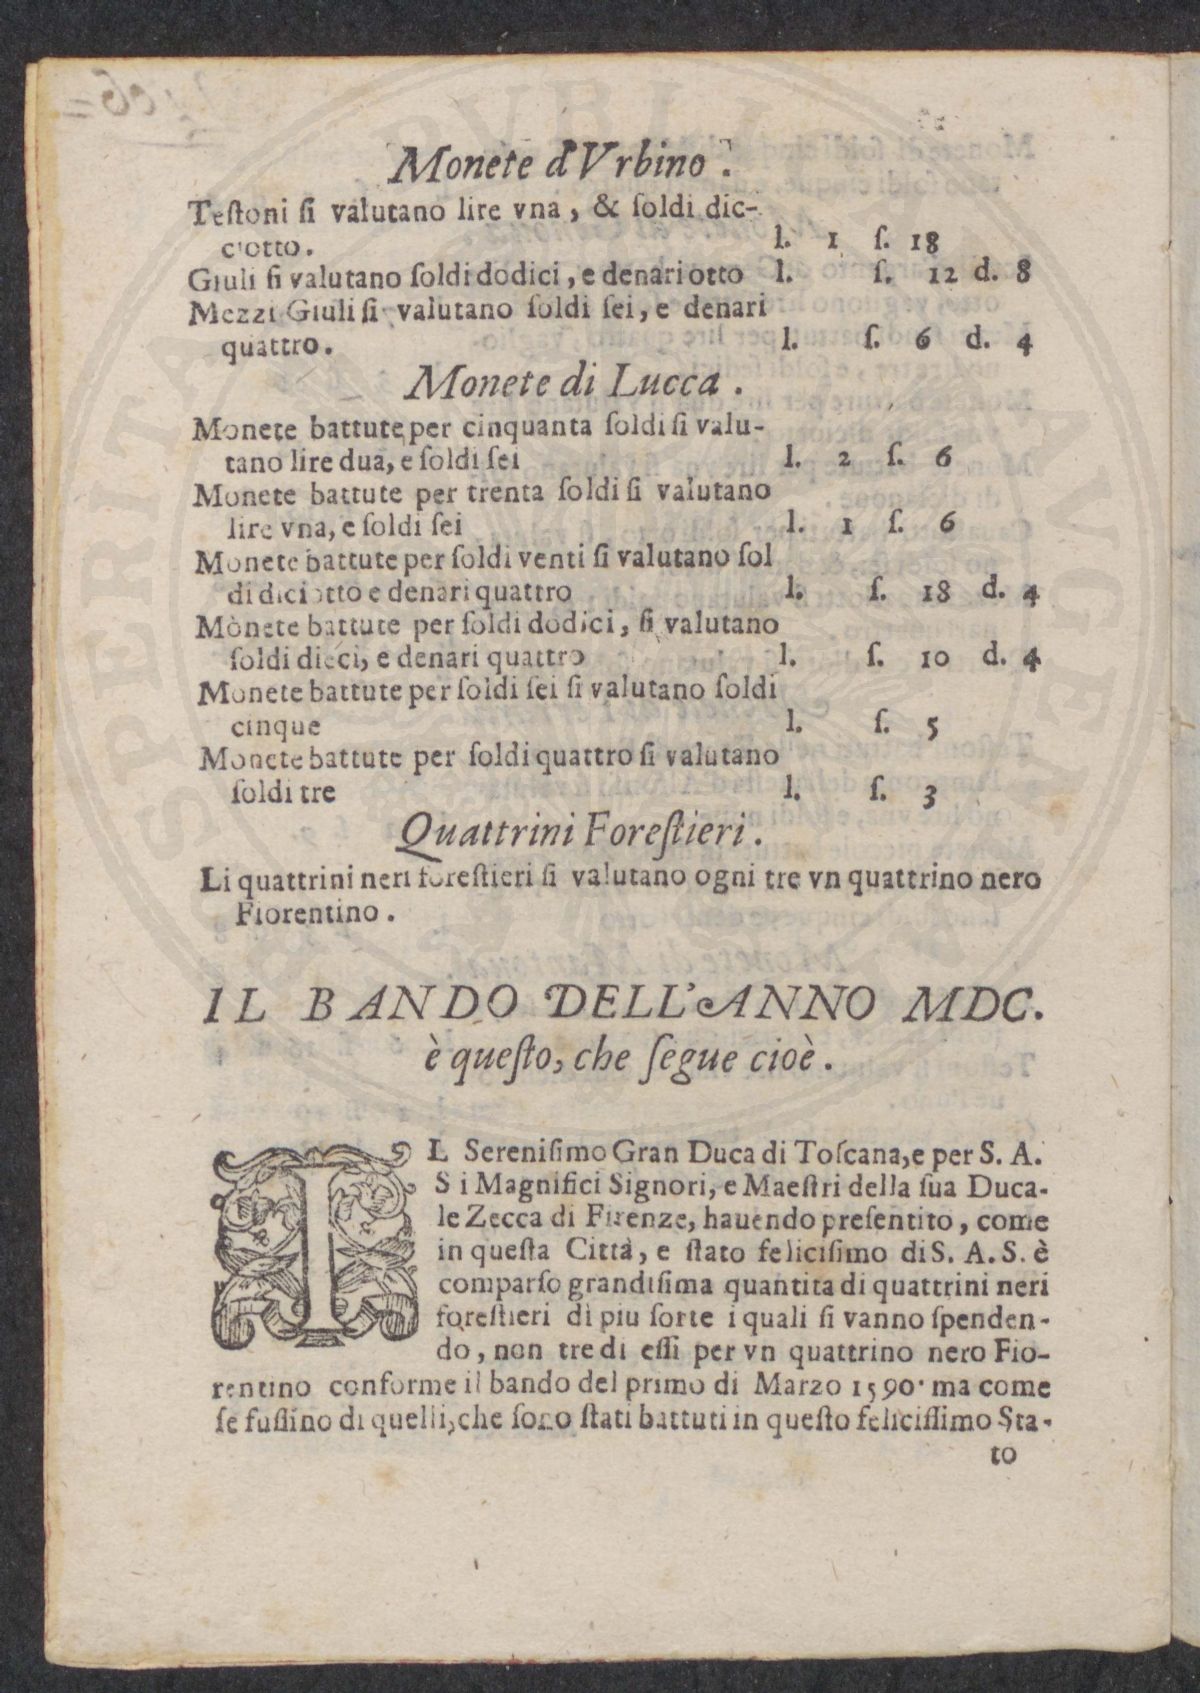 Monete d'Vrbino.
Teſtoni ſi valutano lire vna, & ſoldi dic-
ciotto. l. 1 ſ. 18
Giuli ſi valutano ſoldi dodici, e denari otto l. ſ. 12 d. 8
Mezzi Giuli ſi valutano ſoldi ſei, e denari
quattro. l. ſ. 6 d. 4
Monete di Lucca.
Monete battute per cinquanta ſoldi ſi valu-
tano lire dua, e ſoldi ſei l. 2 ſ. 6
Monete battute per trenta ſoldi ſi valutano
lire vna, e ſoldi ſei l. 1 ſ. 6
Monete battute per ſoldi venti ſi valutano ſol
di diciotto e denari quattro l. ſ. 18 d. 4
Monete battute per ſoldi dodici, ſi valutano
ſoldi dieci, e denari quattro l. ſ. 10 d. 4
Monete battute per ſoldi ſei ſi valutano ſoldi
cinque l. ſ. 5
Monete battute per ſoldi quattro ſi valutano
ſoldi tre l. ſ. 3
Quattrini Foreſtieri.
Li quattrini neri foreſtieri ſi valutano ogni tre vn quattrino nero
Fiorentino.
IL BANDO DELL'ANNO MDC.
è queſto, che ſegue cioè.
IL Sereniſimo Gran Duca di Toſcana, e per S. A.
S i Magnifici Signori, e Maeſtri della ſua Duca-
le Zecca di Firenze, hauendo preſentito, come
in queſta Città, e ſtato feliciſimo di S. A. S. è
comparſo grandiſima quantita di quattrini neri
foreſtieri di piu ſorte i quali ſi vanno ſpenden-
do, non tre di eſſi per vn quattrino nero Fio-
rentino conforme il bando del primo di Marzo 1590. ma come
ſe fuſſino di quelli, che ſono ſtati battuti in queſto feliciſſimo Sta-
to